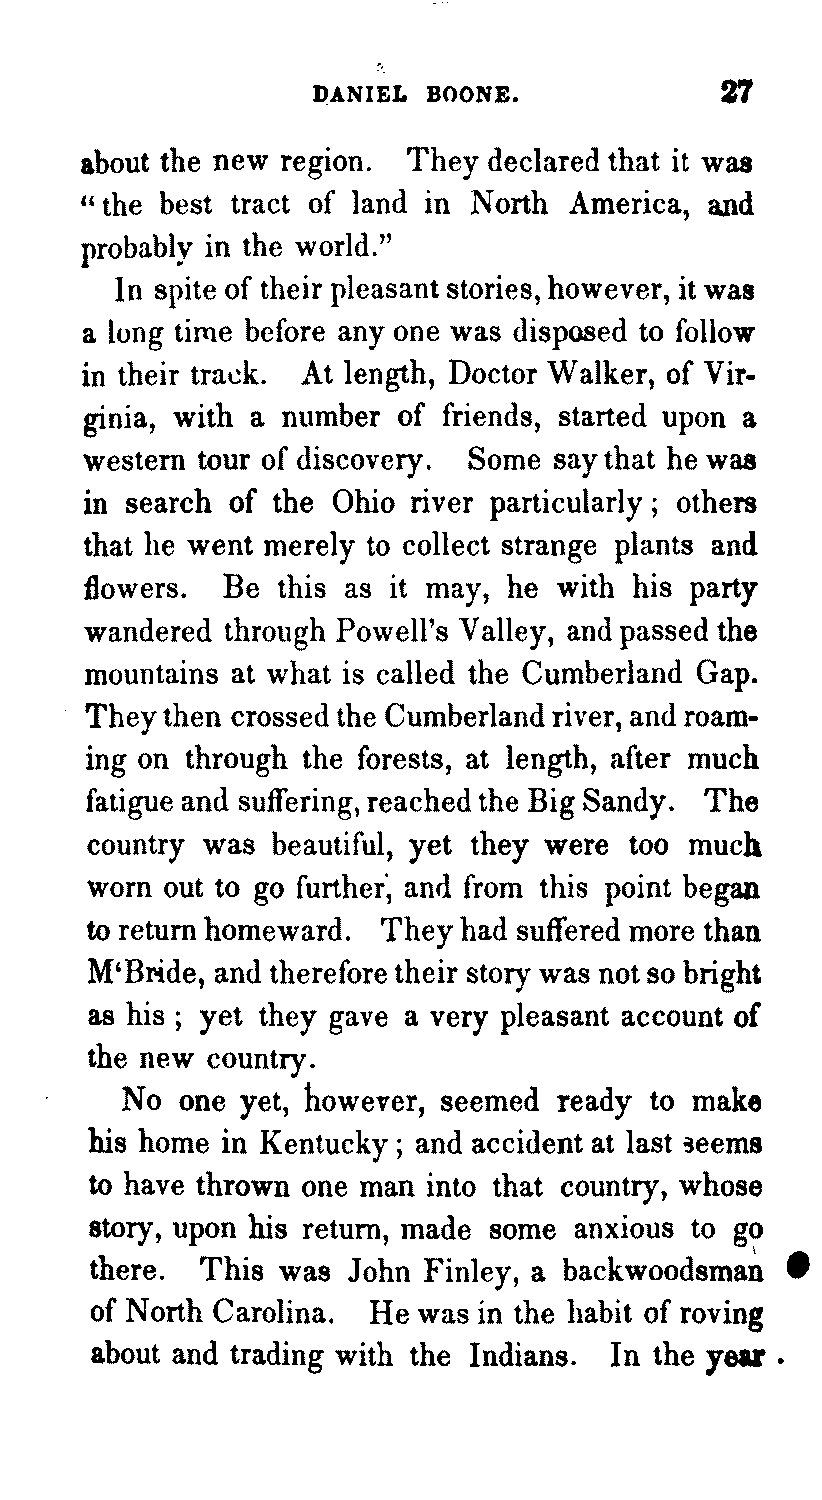 DANIEL BOONE. 27
about the new region. They declared that it was
“ the best tract of land in North America, and
probably in the world.”
In spite of their pleasant stories, however, it was
a long time before any one was disposed to follow
in their track. At length, Doctor Walker, of Vir-
ginia, with a number of friends, started upon a
western tour of discovery. Some say that he was
in search of the Ohio river particularly ; others
that he went merely to collect strange plants and
flowers. Be this as it may, he with his party
wandered through Powell’s Valley, and passed the
mountains at what is called the Cumberland Gap.
They then crossed the Cumberland river, and roam-
ing on through the forests, at length, after much
fatigue and suffering, reached the Big Sandy. The
country was beautiful, yet they were too much
worn out to go further, and from this point began
to return homeward. They had suffered more than
M‘Bride, and therefore their story was not so bright
as his ; yet they gave a very pleasant account of
the new country.
No one yet, however, seemed ready to make
his home in Kentucky ; and accident at last seems
to have thrown one man into that country, whose
story, upon his return, made some anxious to go
there. This was John Finley, a backwoodsman
of North Carolina. He was in the habit of roving
about and trading with the Indians. In the year